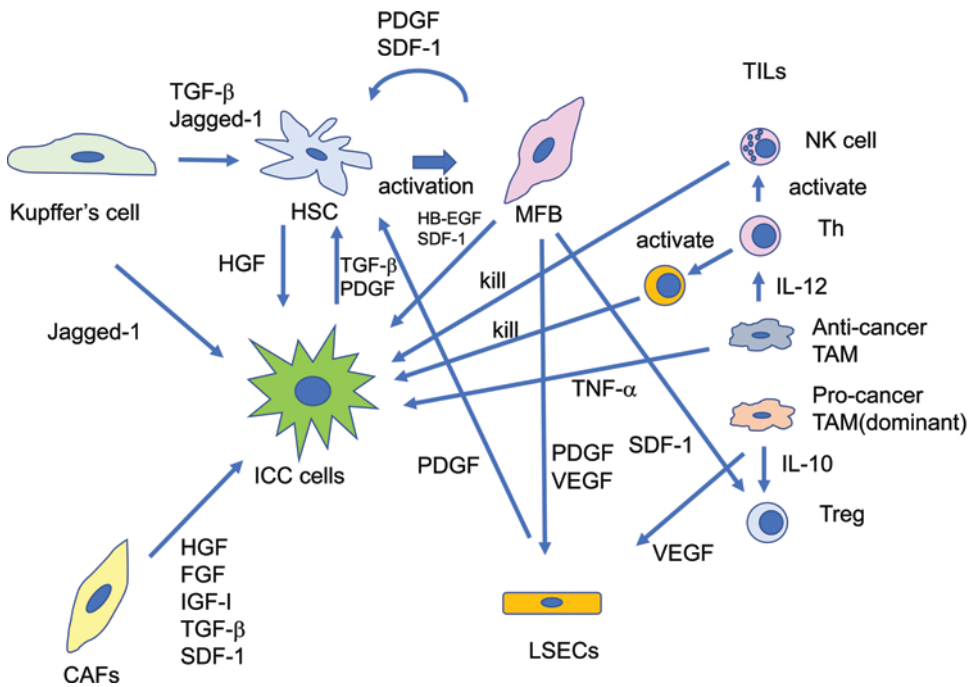 PDGF
SDF-1
TILs
TGF-β
Jagged-1
NK cell
activation
activate
Kupffer's cell
HSC
HB-EGF
SDF-1
MFB
Th
activate
HGF
TGF-β
PDGF
kill
IL-12
Jagged-1
kill
Anti-cancer
TAM
TNF-α
Pro-cancer
TAM(dominant)
ICC cells
PDGF
PDGF
VEGF
SDF-1
IL-10
Treg
HGF
FGF
IGF-I
TGF-β
SDF-1
VEGF
CAFs
LSECs